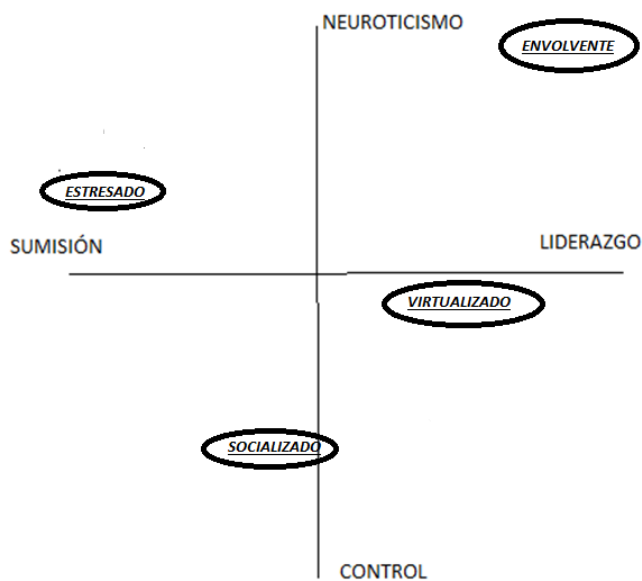 NEUROTICISMO
ENVOLVENTE
ESTRESADO
SUMISIÓN
LIDERAZGO
VIRTUALIZADO
SOCIALIZADO
CONTROL